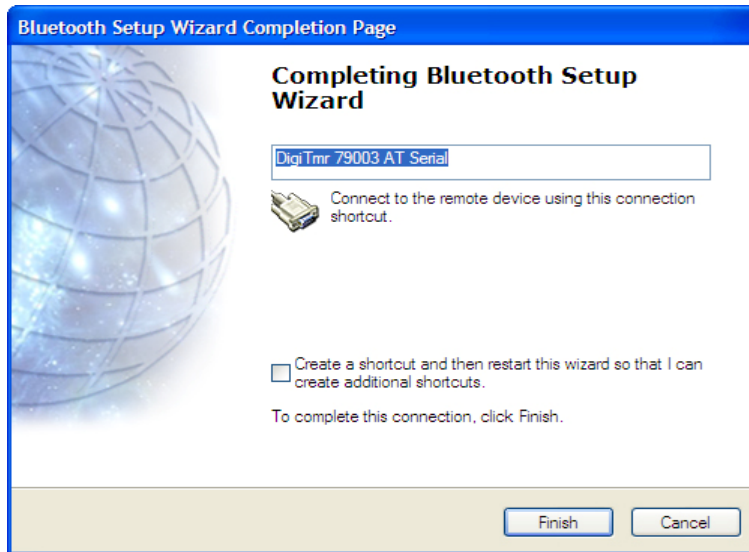 Bluetooth Setup Wizard Completion Page
Completing Bluetooth Setup
Wizard
DigiTmr 79003 AT Serial
Connect to the remote device using this connection
shortcut.
Create a shortcut and then restart this wizard so that I can
create additional shortcuts.
To complete this connection, click Finish.
Finish
Cancel